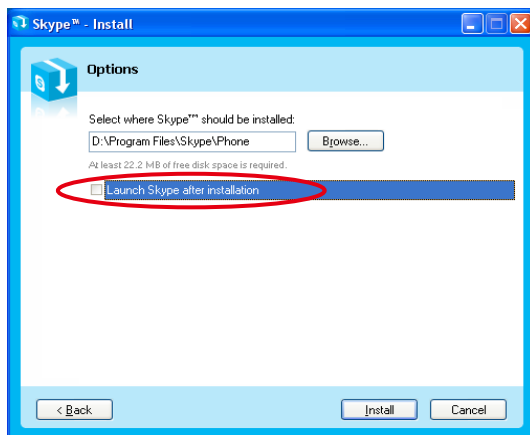 Skype™ - Install
Options
Select where Skype™ should be installed:
D:\Program Files\Skype\Phone
Browse...
At least 22.2 MB of free disk space is required.
Launch Skype after installation
< Back
Install
Cancel